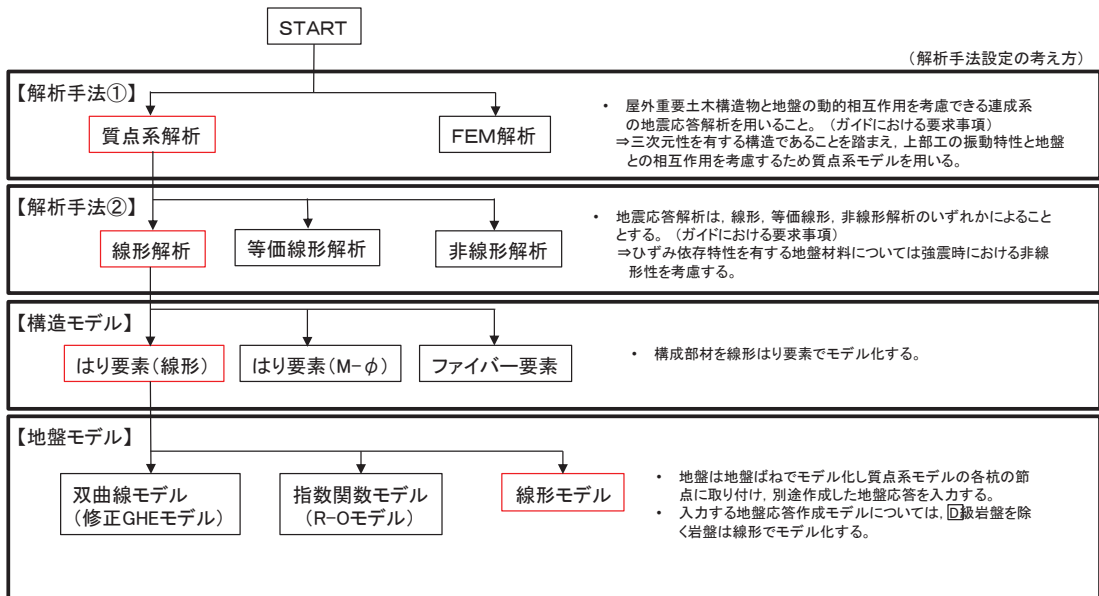 START
(解析手法設定の考え方)
【解析手法①】
質点系解析
FEM解析
・ 屋外重要土木構造物と地盤の動的相互作用を考慮できる連成系
の地震応答解析を用いること。 (ガイドにおける要求事項)
⇒三次元性を有する構造であることを踏まえ, 上部工の振動特性と地盤
との相互作用を考慮するため質点系モデルを用いる。
【解析手法②】
線形解析
等価線形解析
非線形解析
・ 地震応答解析は, 線形, 等価線形, 非線形解析のいずれかによること
とする。 (ガイドにおける要求事項)
⇒ひずみ依存特性を有する地盤材料については強震時における非線
形性を考慮する。
【構造モデル】
はり要素(線形)
はり要素(M-φ)
ファイバー要素
・ 構成部材を線形はり要素でモデル化する。
【地盤モデル】
双曲線モデル
(修正GHEモデル)
指数関数モデル
(R-Oモデル)
線形モデル
・ 地盤は地盤ばねでモデル化し質点系モデルの各杭の節
点に取り付け, 別途作成した地盤応答を入力する。
・ 入力する地盤応答作成モデルについては, D級岩盤を除
く岩盤は線形でモデル化する。